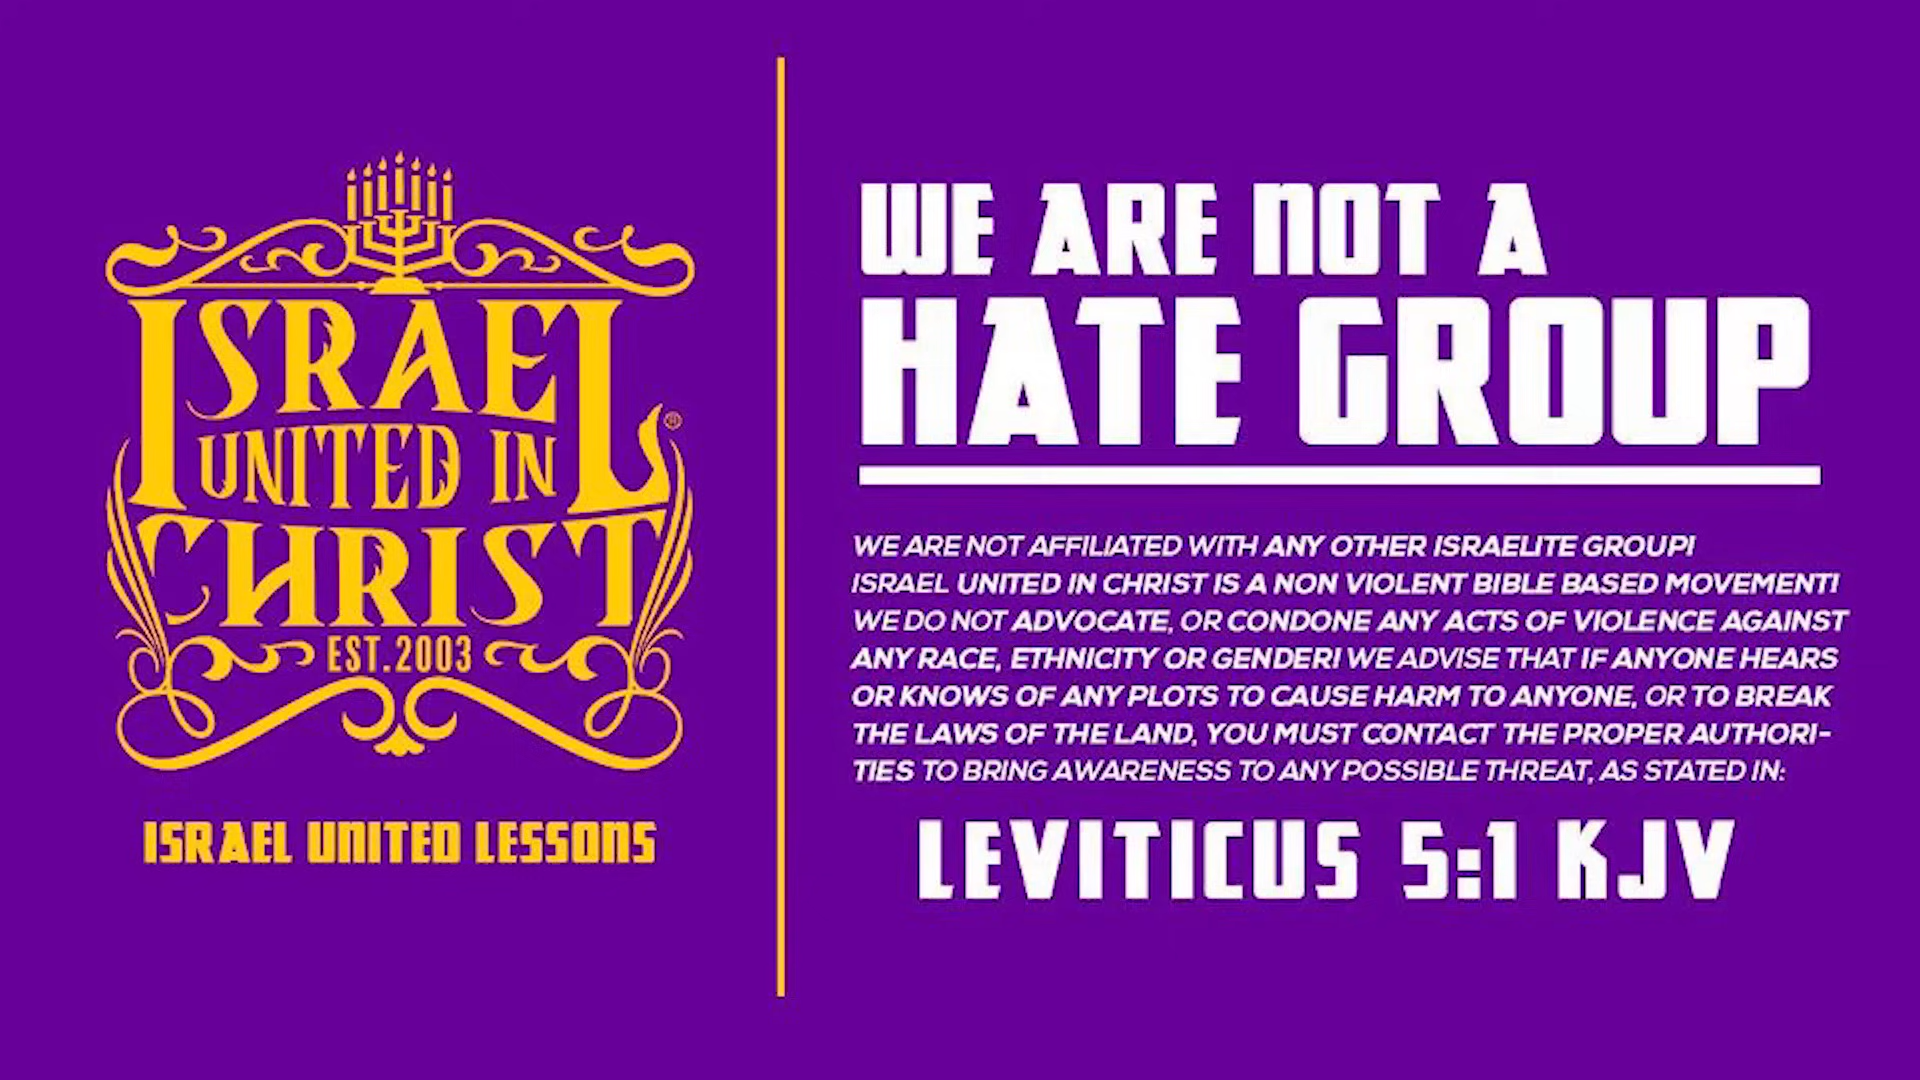 ISRAEL
UNITED IN
CHRIST
®
EST.2003
ISRAEL UNITED LESSONS
WE ARE NOT A
HATE GROUP
WE ARE NOT AFFILIATED WITH ANY OTHER ISRAELITE GROUP!
ISRAEL UNITED IN CHRIST IS A NON VIOLENT BIBLE BASED MOVEMENT!
WE DO NOT ADVOCATE, OR CONDONE ANY ACTS OF VIOLENCE AGAINST
ANY RACE, ETHNICITY OR GENDER! WE ADVISE THAT IF ANYONE HEARS
OR KNOWS OF ANY PLOTS TO CAUSE HARM TO ANYONE, OR TO BREAK
THE LAWS OF THE LAND, YOU MUST CONTACT THE PROPER AUTHORI-
TIES TO BRING AWARENESS TO ANY POSSIBLE THREAT, AS STATED IN:
LEVITICUS 5:1 KJV